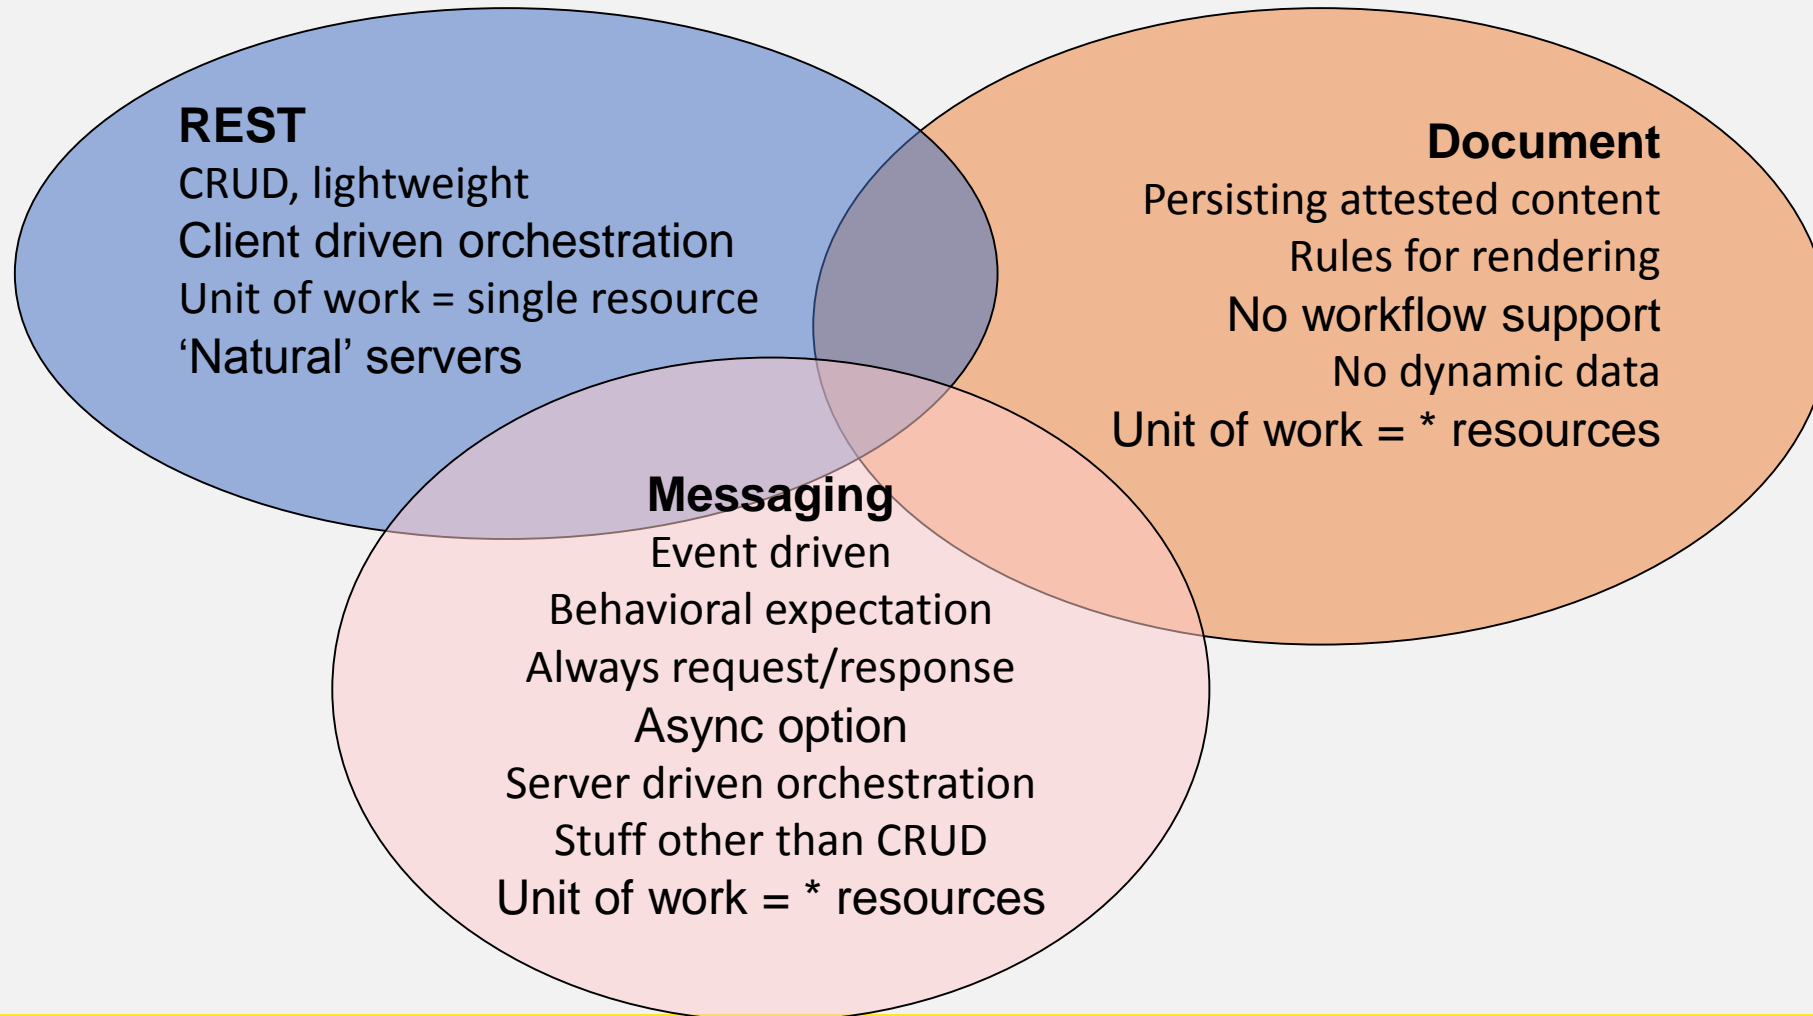 REST
CRUD, lightweight
Client driven orchestration
Unit of work = single resource
‘Natural’ servers
Document
Persisting attested content
Rules for rendering
No workflow support
No dynamic data
Unit of work = * resources
Messaging
Event driven
Behavioral expectation
Always request/response
Async option
Server driven orchestration
Stuff other than CRUD
Unit of work = * resources